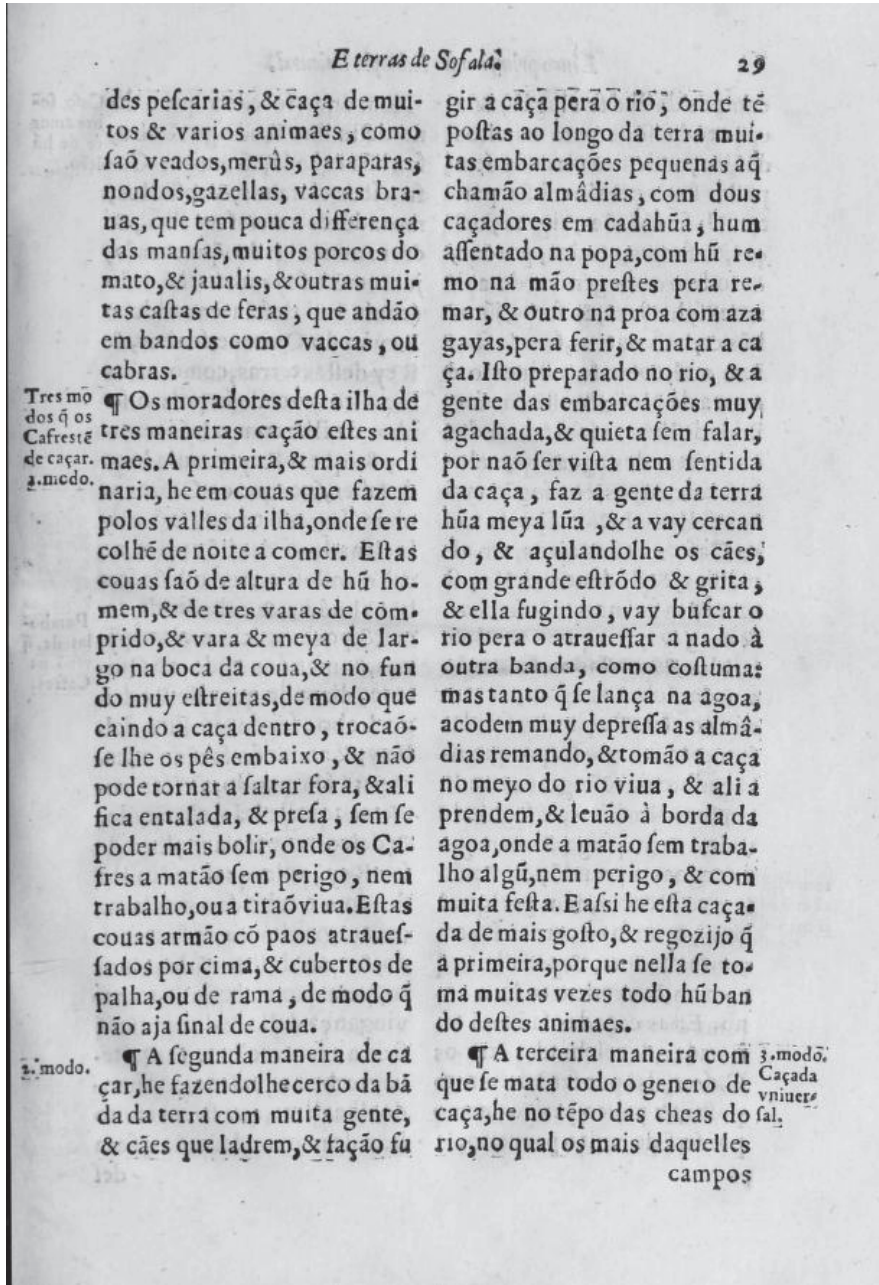 E terras de Sofala.
29
des peſcarias, & caça de mui-
tos & varios animaes, como
ſaõ veados, merûs, paraparas,
nondos, gazellas, vaccas bra-
uas, que tem pouca differença
das manſas, muitos porcos do
mato, & jaualis, & outras mui-
tas caſtas de feras, que andão
em bandos como vaccas, ou
cabras.
Tres mo
dos q̃ os
Cafres tẽ
de caçar.
1. modo.
¶ Os moradores deſta ilha de
tres maneiras cação eſtes ani
maes. A primeira, & mais ordi
naria, he em couas que fazem
polos valles da ilha, onde ſe re
colhẽ de noite a comer. Eſtas
couas ſaõ de altura de hũ ho-
mem, & de tres varas de cõm-
prido, & vara & meya de lar-
go na boca da coua, & no fun
do muy eſtreitas, de modo que
caindo a caça dentro, trocaõ-
ſe lhe os pês embaixo, & não
pode tornar a ſaltar fora, & ali
fica entalada, & preſa, ſem ſe
poder mais bolir, onde os Ca-
fres a matão ſem perigo, nem
trabalho, ou a tiraõ viua. Eſtas
couas armão cõ paos atraueſ-
ſados por cima, & cubertos de
palha, ou de rama, de modo q̃
não aja ſinal de coua.
2. modo.
¶ A ſegunda maneira de ca
çar, he fazendolhe cerco da bã
da da terra com muita gente,
& cães que ladrem, & fação fu
gir a caça pera o rio, onde tẽ
poſtas ao longo da terra mui-
tas embarcações pequenas aq̃
chamão almâdias, com dous
caçadores em cada hũa, hum
aſſentado na popa, com hũ re-
mo na mão preſtes pera re-
mar, & outro na proa com aza
gayas, pera ferir, & matar a ca
ça. Iſto preparado no rio, & a
gente das embarcações muy
agachada, & quieta ſem falar,
por naõ ſer viſta nem ſentida
da caça, faz a gente da terra
hũa meya lũa, & a vay cercan
do, & açulandolhe os cães,
com grande eſtrõdo & grita,
& ella fugindo, vay buſcar o
rio pera o atraueſſar a nado à
outra banda, como coſtuma:
mas tanto q̃ ſe lança na agoa,
acodem muy depreſſa as almâ-
dias remando, & tomão a caça
no meyo do rio viua, & ali a
prendem, & leuão à borda da
agoa, onde a matão ſem traba-
lho algũ, nem perigo, & com
muita feſta. E aſsi he eſta caça-
da de mais goſto, & regozijo q̃
a primeira, porque nella ſe to-
ma muitas vezes todo hũ ban
do deſtes animaes.
¶ A terceira maneira com
que ſe mata todo o genero de
caça, he no tẽpo das cheas do
rio, no qual os mais daquelles
3. modo.
Caçada
vniuer-
ſal.
campos